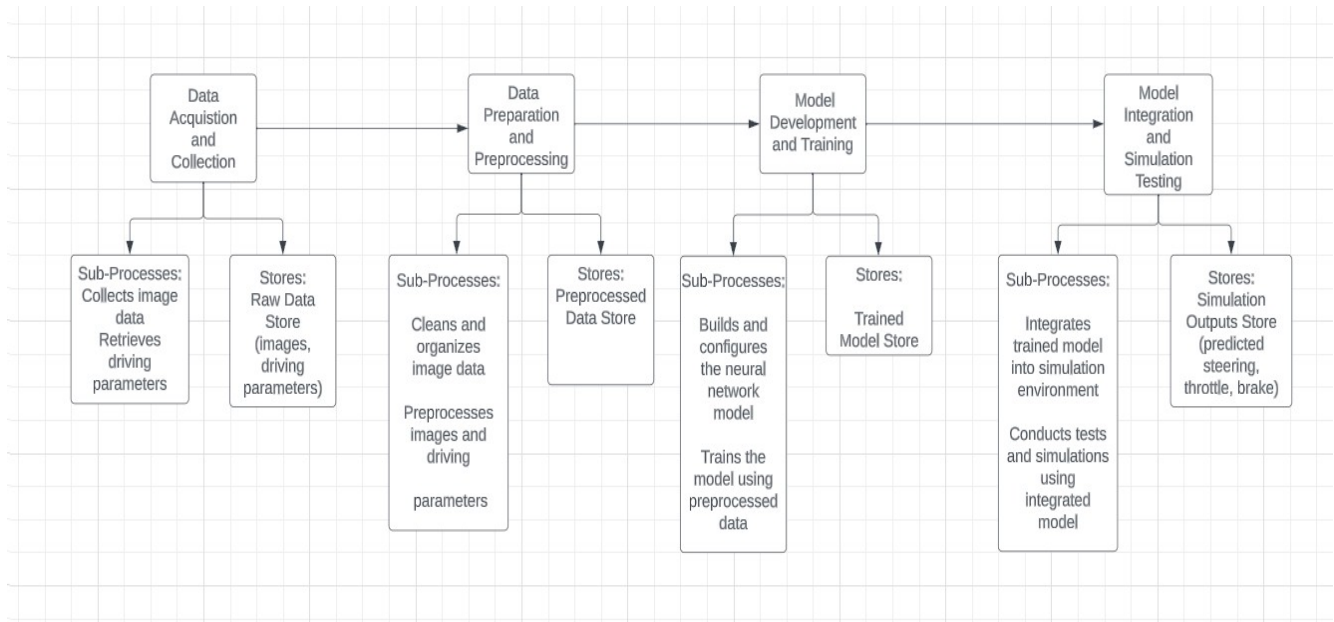 Data
Acquistion
and
Collection
Data
Preparation
and
Preprocessing
Model
Development
and Training
Model
Integration
and
Simulation
Testing
Sub-Processes:
Collects image
data
Retrieves
driving
parameters
Stores:
Raw Data
Store
(images,
driving
parameters)
Sub-Processes:
Cleans and
organizes
image data
Preprocesses
images and
driving
parameters
Stores:
Preprocessed
Data Store
Sub-Processes:
Builds and
configures
the neural
network
model
Trains the
model using
preprocessed
data
Stores:
Trained
Model Store
Sub-Processes:
Integrates
trained model
into simulation
environment
Conducts tests
and simulations
using
integrated
model
Stores:
Simulation
Outputs Store
(predicted
steering,
throttle, brake)